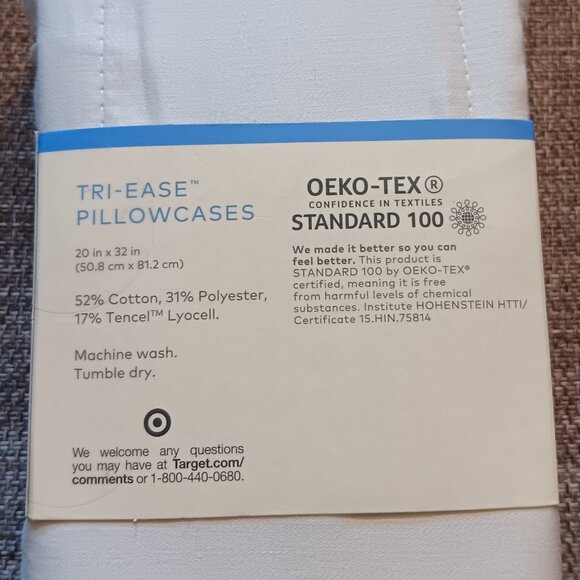 TRI-EASE™
PILLOWCASES
20 in x 32 in
(50.8 cm x 81.2 cm)
52% Cotton, 31% Polyester,
17% Tencel™ Lyocell.
Machine wash.
Tumble dry.
We welcome any questions
you may have at Target.com/
comments or 1-800-440-0680.
OEKO-TEX®
CONFIDENCE IN TEXTILES
STANDARD 100
We made it better so you can
feel better. This product is
STANDARD 100 by OEKO-TEX®
certified, meaning it is free
from harmful levels of chemical
substances. Institute HOHENSTEIN HTTI/
Certificate 15.HIN.75814